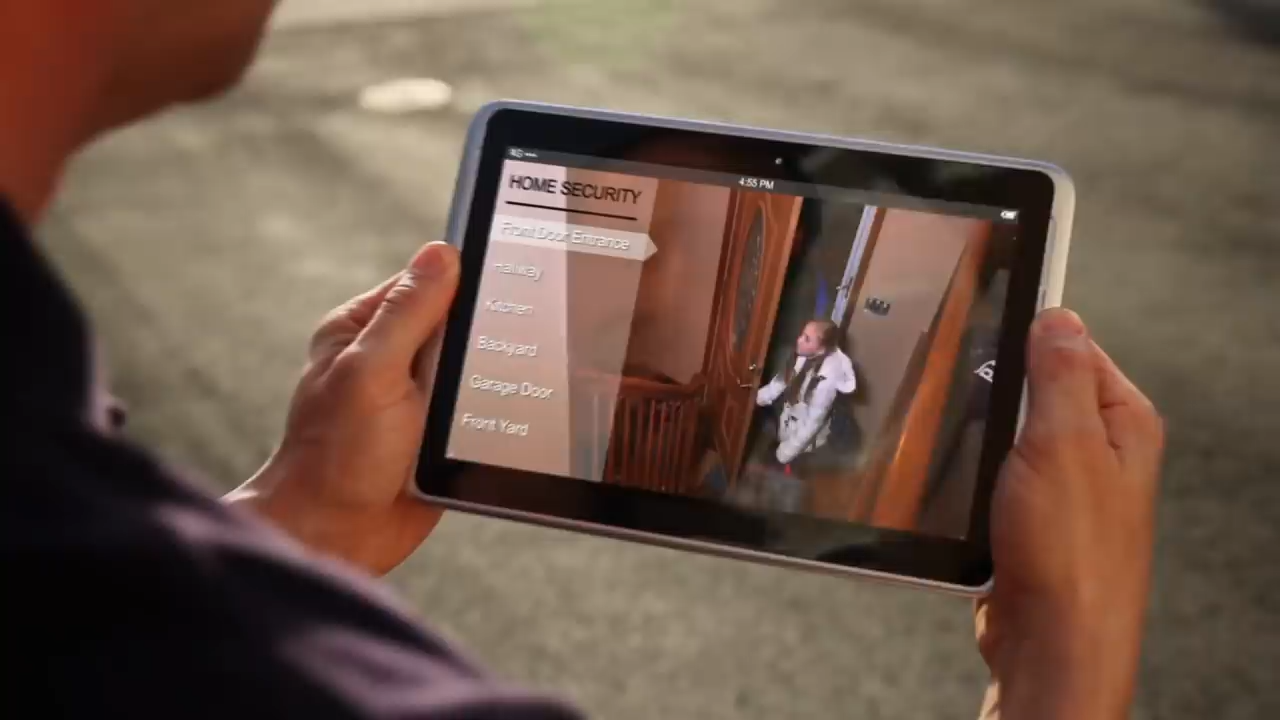 4:55 PM
HOME SECURITY
Front Door Entrance
Hallway
Kitchen
Backyard
Garage Door
Front Yard